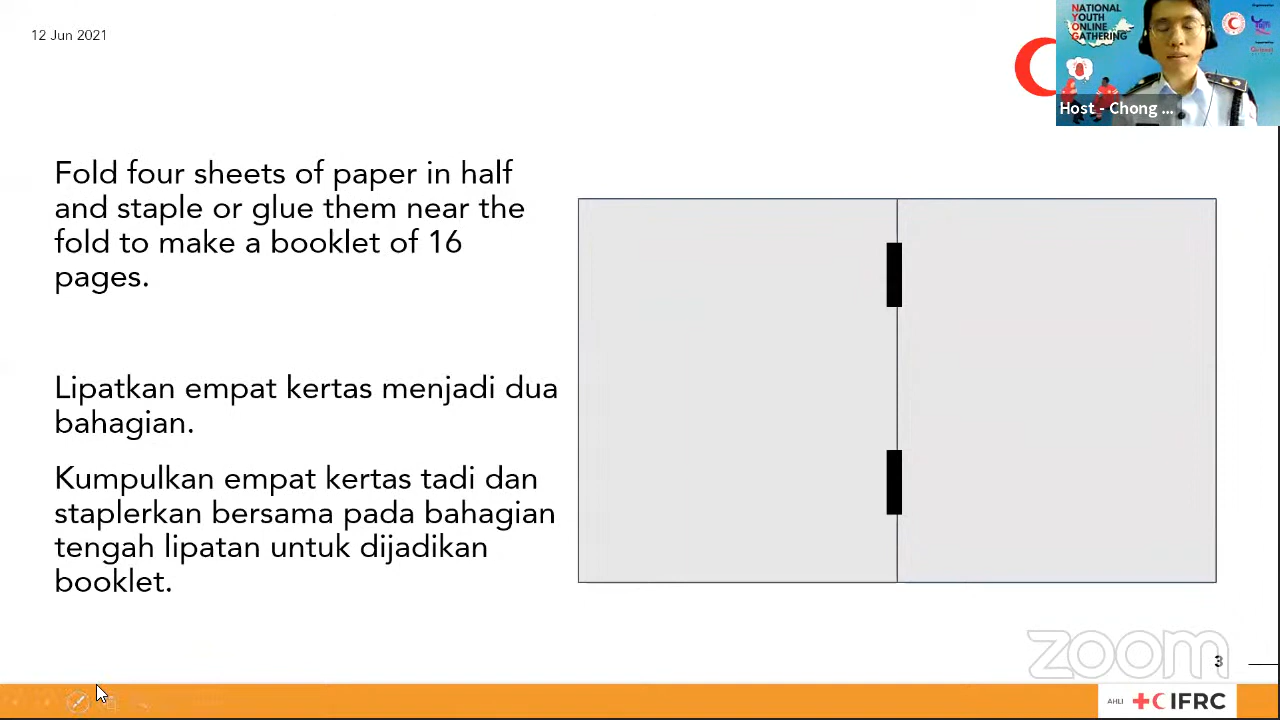 12 Jun 2021
NATIONAL
YOUTH
ONLINE
GATHERING
Host - Chong ...
Fold four sheets of paper in half
and staple or glue them near the
fold to make a booklet of 16
pages.
Lipatkan empat kertas menjadi dua
bahagian.
Kumpulkan empat kertas tadi dan
staplerkan bersama pada bahagian
tengah lipatan untuk dijadikan
booklet.
zoom
3
AHLI IFRC